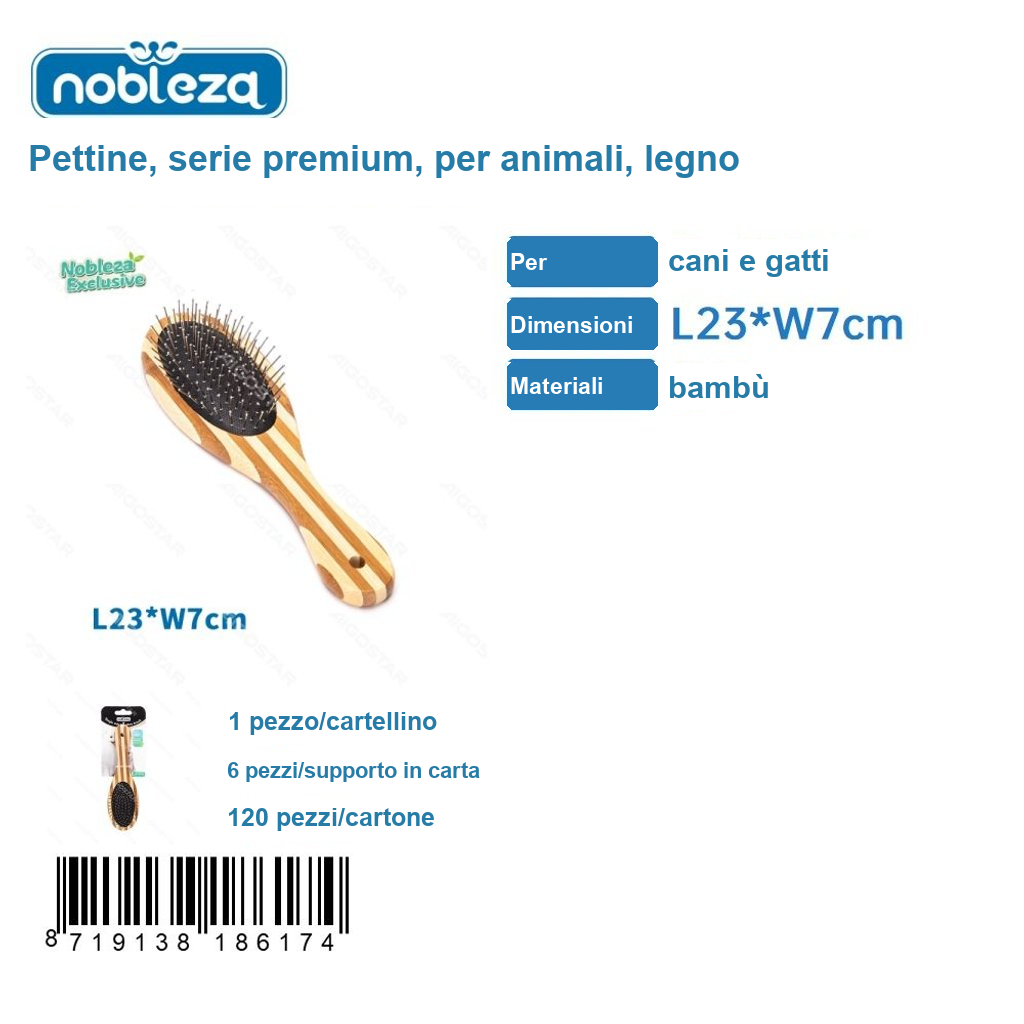 nobleza
Pettine, serie premium, per animali, legno
Nobleza
Exclusive
Per
cani e gatti
Dimensioni
L23*W7cm
Materiali
bambù
AIGOSTAR
L23*W7cm
1 pezzo/cartellino
6 pezzi/supporto in carta
120 pezzi/cartone
8 719138 186174